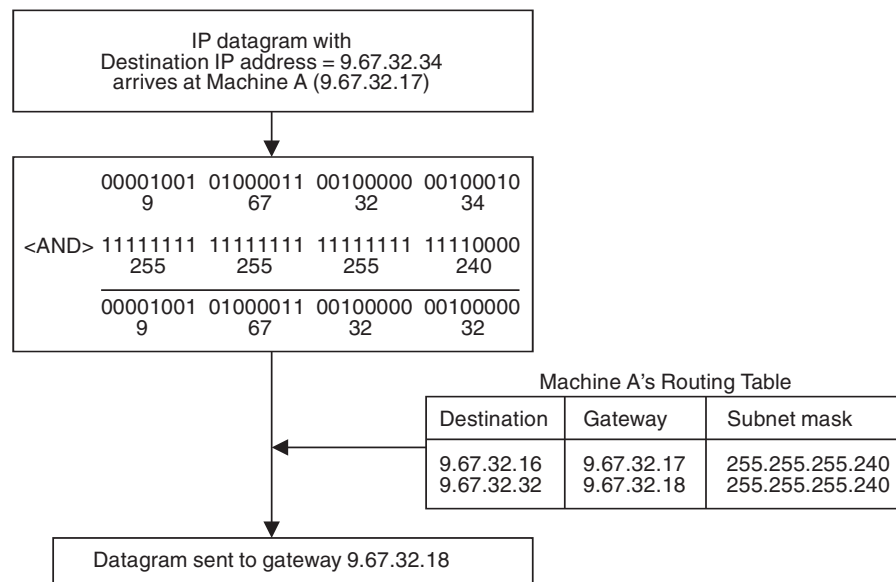 IP datagram with
Destination IP address = 9.67.32.34
arrives at Machine A (9.67.32.17)
00001001 01000011 00100000 00100010
9 67 32 34
<AND> 11111111 11111111 11111111 11110000
255 255 255 240
00001001 01000011 00100000 00100000
9 67 32 32
Machine A's Routing Table
Destination Gateway Subnet mask
9.67.32.16 9.67.32.17 255.255.255.240
9.67.32.32 9.67.32.18 255.255.255.240
Datagram sent to gateway 9.67.32.18